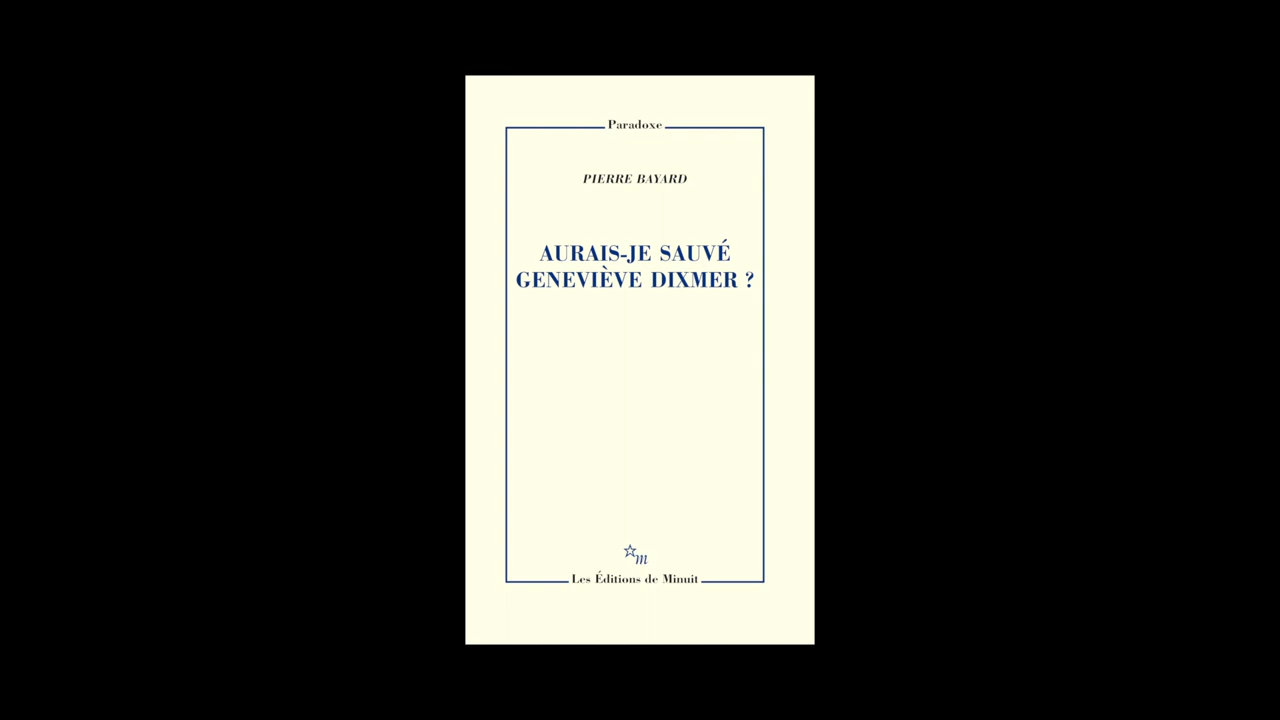 Paradoxe
PIERRE BAYARD
AURAIS-JE SAUVÉ
GENEVIÈVE DIXMER ?
m
Les Éditions de Minuit